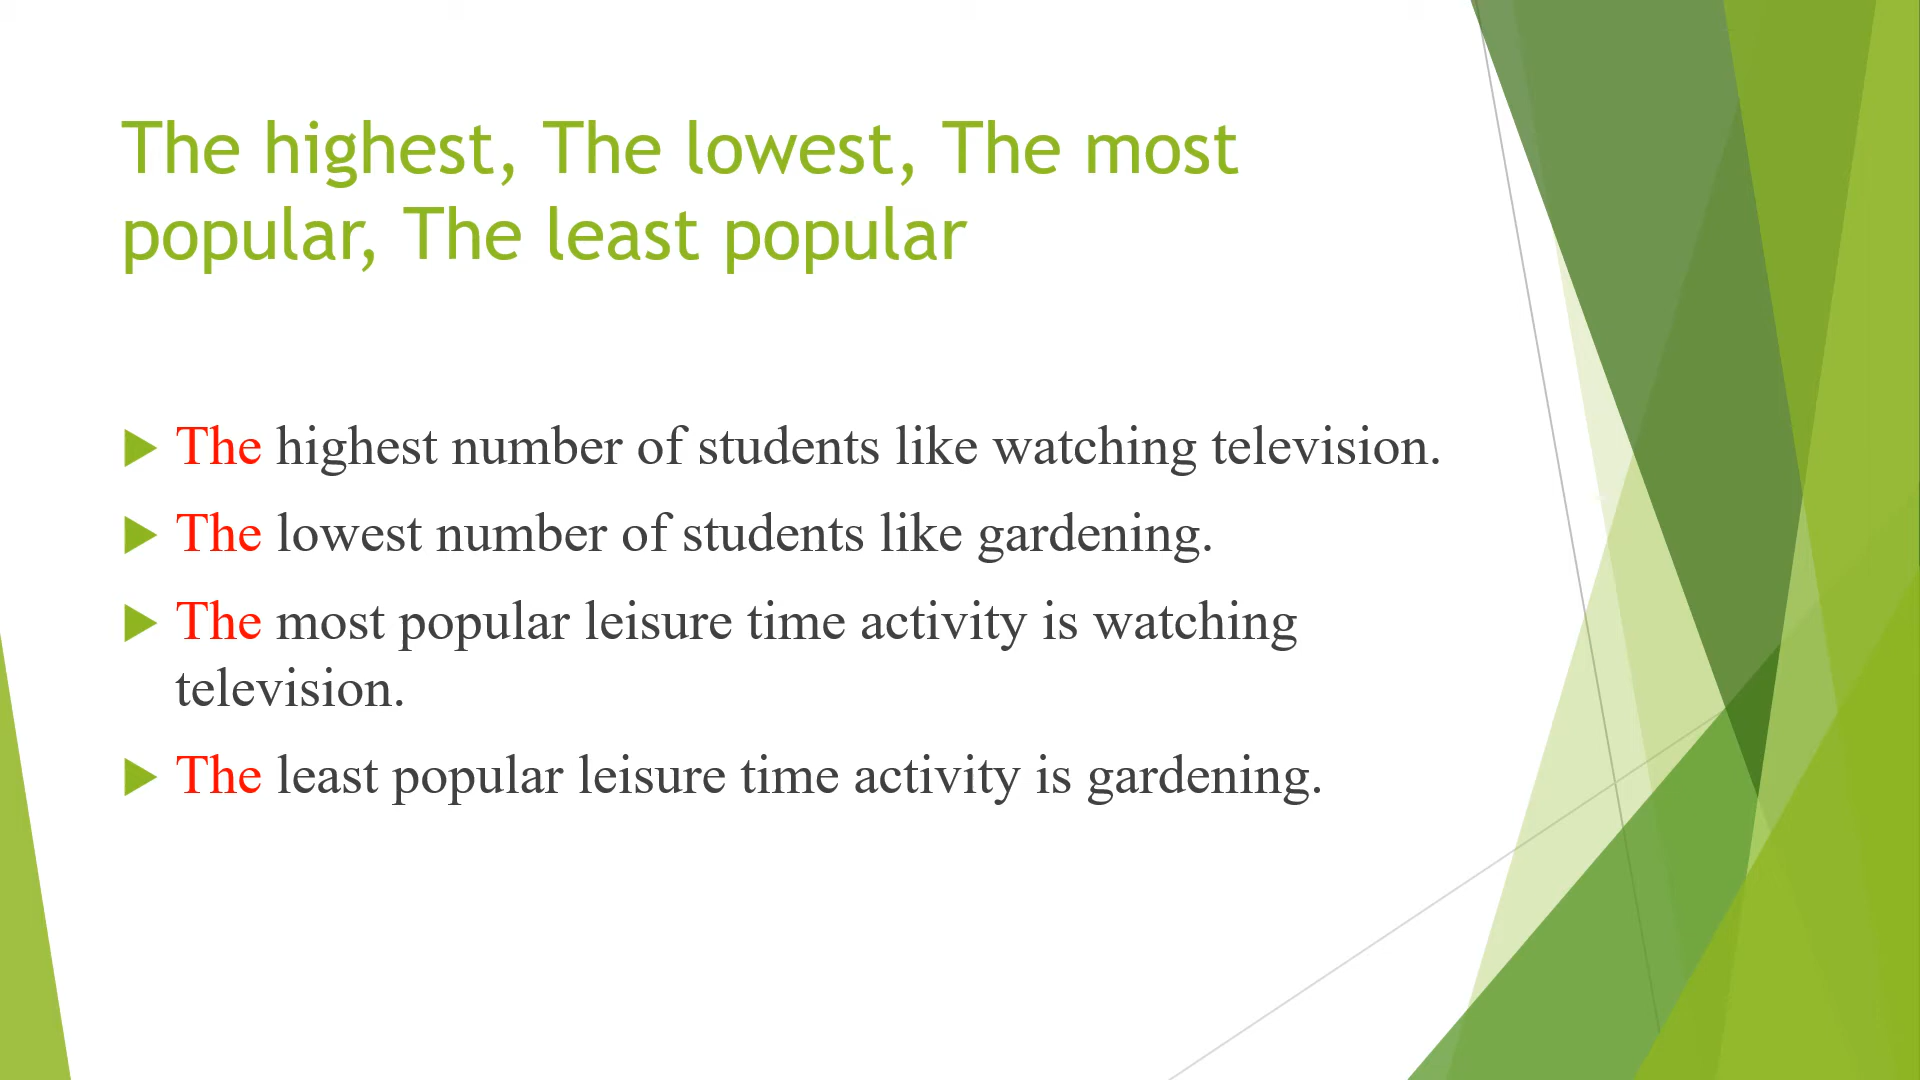 The highest, The lowest, The most
popular, The least popular
The highest number of students like watching television.
The lowest number of students like gardening.
The most popular leisure time activity is watching
television.
The least popular leisure time activity is gardening.